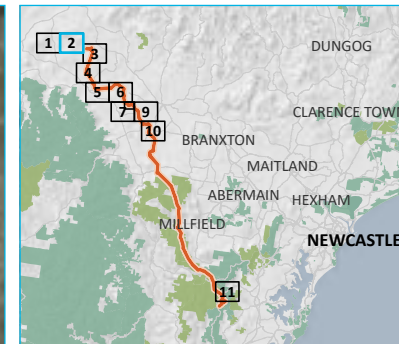 DUNGOG
1 2
3
4
5 6
7 9
10
CLARENCE TOWN
BRANXTON
MAITLAND
ABERMAIN
HEXHAM
MILLFIELD
NEWCASTLE
11